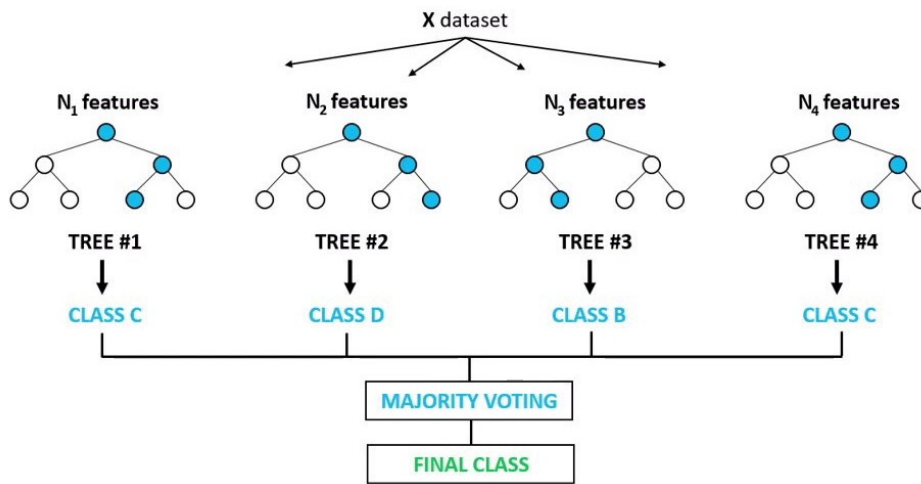 X dataset
N₁ features N₂ features N₃ features N₄ features
TREE #1 TREE #2 TREE #3 TREE #4
CLASS C CLASS D CLASS B CLASS C
MAJORITY VOTING
FINAL CLASS